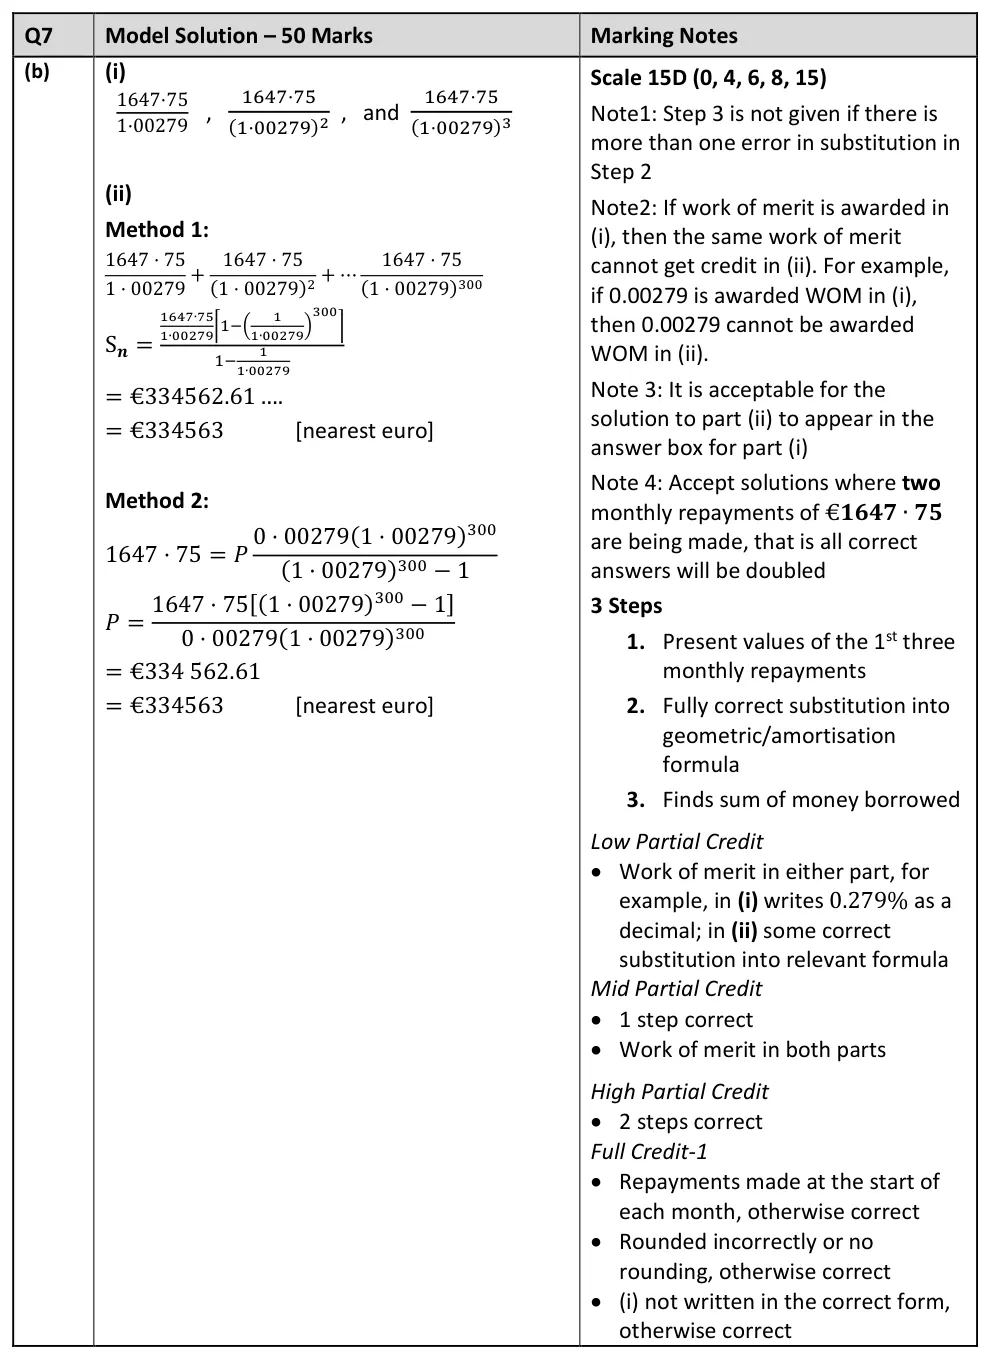 Q7 Model Solution – 50 Marks Marking Notes
(b)
(i)
1647·75/1·00279 , 1647·75/(1·00279)² , and 1647·75/(1·00279)³
(ii)
Method 1:
1647 · 75/1 · 00279 + 1647 · 75/(1 · 00279)² + ⋯ 1647 · 75/(1 · 00279)³⁰⁰
Sₙ = (1647·75/1·00279 [1−(1/1·00279)³⁰⁰]) / (1−1/1·00279)
= €334562.61 ....
= €334563 [nearest euro]
Method 2:
1647 · 75 = P 0 · 00279(1 · 00279)³⁰⁰/((1 · 00279)³⁰⁰ − 1)
P = 1647 · 75[(1 · 00279)³⁰⁰ − 1]/(0 · 00279(1 · 00279)³⁰⁰)
= €334 562.61
= €334563 [nearest euro]
Scale 15D (0, 4, 6, 8, 15)
Note1: Step 3 is not given if there is
more than one error in substitution in
Step 2
Note2: If work of merit is awarded in
(i), then the same work of merit
cannot get credit in (ii). For example,
if 0.00279 is awarded WOM in (i),
then 0.00279 cannot be awarded
WOM in (ii).
Note 3: It is acceptable for the
solution to part (ii) to appear in the
answer box for part (i)
Note 4: Accept solutions where two
monthly repayments of €1647 · 75
are being made, that is all correct
answers will be doubled
3 Steps
1. Present values of the 1st three
monthly repayments
2. Fully correct substitution into
geometric/amortisation
formula
3. Finds sum of money borrowed
Low Partial Credit
• Work of merit in either part, for
example, in (i) writes 0.279% as a
decimal; in (ii) some correct
substitution into relevant formula
Mid Partial Credit
• 1 step correct
• Work of merit in both parts
High Partial Credit
• 2 steps correct
Full Credit-1
• Repayments made at the start of
each month, otherwise correct
• Rounded incorrectly or no
rounding, otherwise correct
• (i) not written in the correct form,
otherwise correct